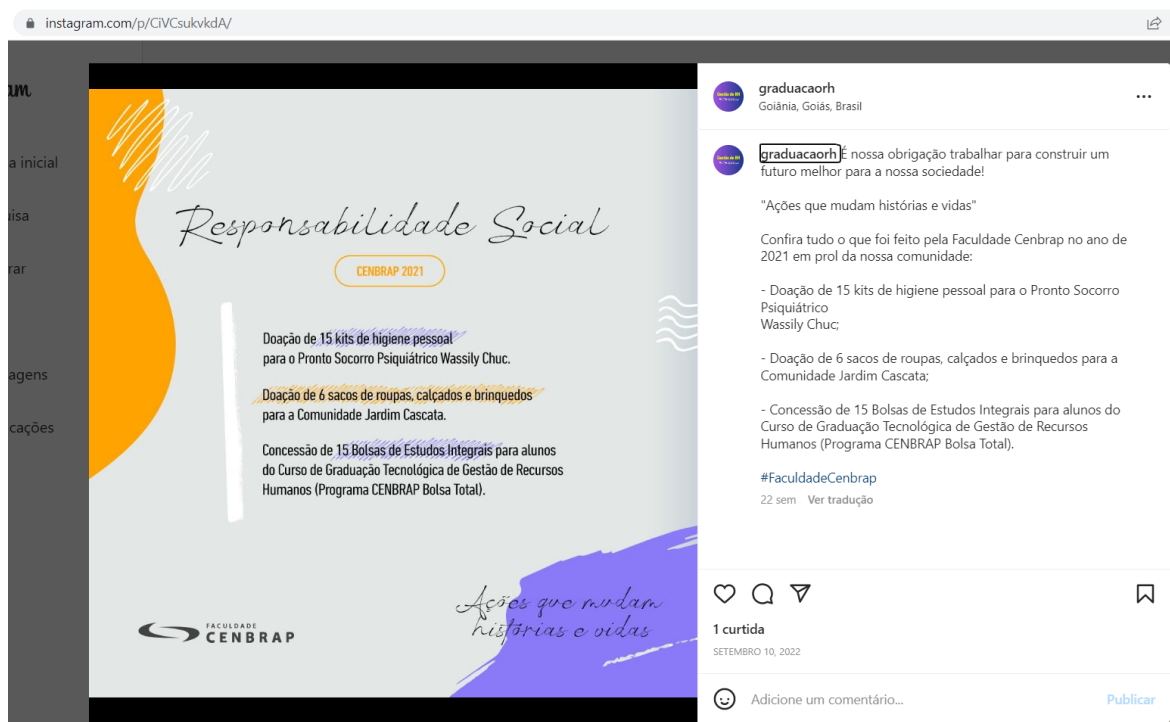 instagram.com/p/CiVCsukvkdA/
am
a inicial
uisa
rar
agens
cações
Responsabilidade Social
CENBRAP 2021
Doação de 15 kits de higiene pessoal
para o Pronto Socorro Psiquiátrico Wassily Chuc.
Doação de 6 sacos de roupas, calçados e brinquedos
para a Comunidade Jardim Cascata.
Concessão de 15 Bolsas de Estudos Integrais para alunos
do Curso de Graduação Tecnológica de Gestão de Recursos
Humanos (Programa CENBRAP Bolsa Total).
Ações que mudam
histórias e vidas
FACULDADE
CENBRAP
graduacaorh
Goiânia, Goiás, Brasil
graduacaorh É nossa obrigação trabalhar para construir um
futuro melhor para a nossa sociedade!
"Ações que mudam histórias e vidas"
Confira tudo o que foi feito pela Faculdade Cenbrap no ano de
2021 em prol da nossa comunidade:
- Doação de 15 kits de higiene pessoal para o Pronto Socorro
Psiquiátrico
Wassily Chuc;
- Doação de 6 sacos de roupas, calçados e brinquedos para a
Comunidade Jardim Cascata;
- Concessão de 15 Bolsas de Estudos Integrais para alunos do
Curso de Graduação Tecnológica de Gestão de Recursos
Humanos (Programa CENBRAP Bolsa Total).
#FaculdadeCenbrap
22 sem Ver tradução
1 curtida
SETEMBRO 10, 2022
Adicione um comentário...
Publicar